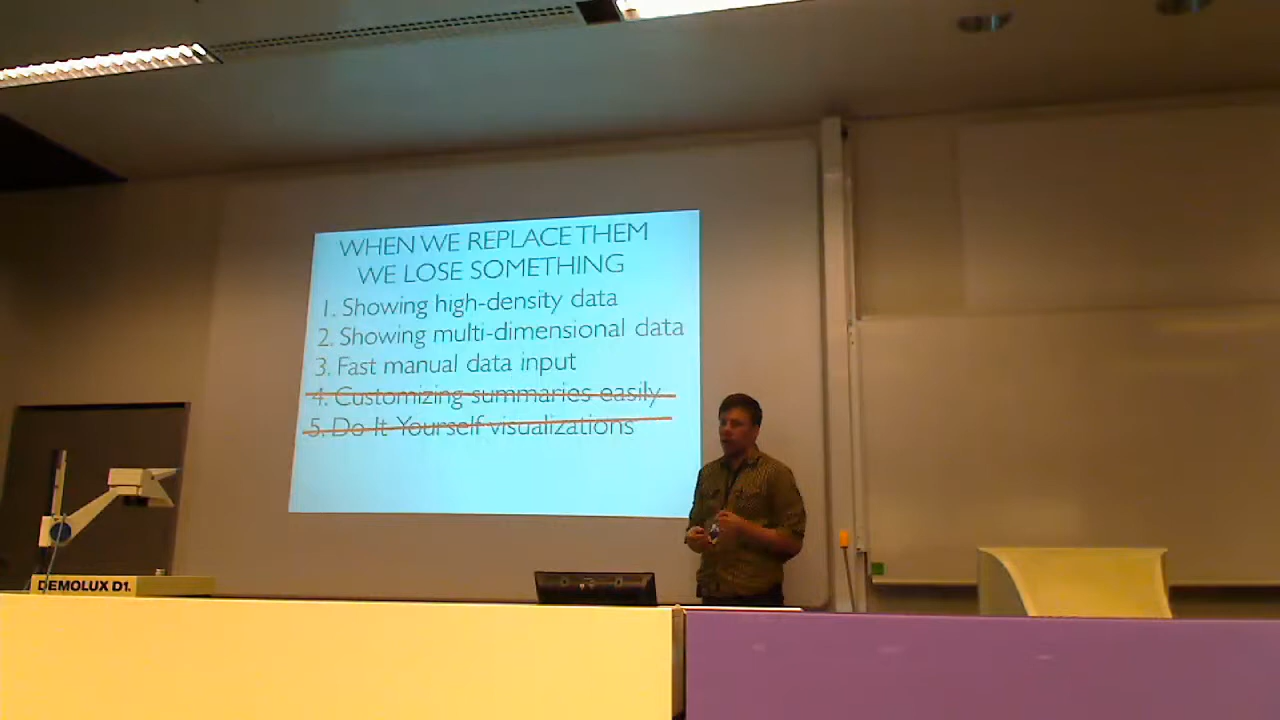 WHEN WE REPLACE THEM
WE LOSE SOMETHING
1. Showing high-density data
2. Showing multi-dimensional data
3. Fast manual data input
4. Customizing summaries easily
5. Do It Yourself visualizations
DEMOLUX D1.